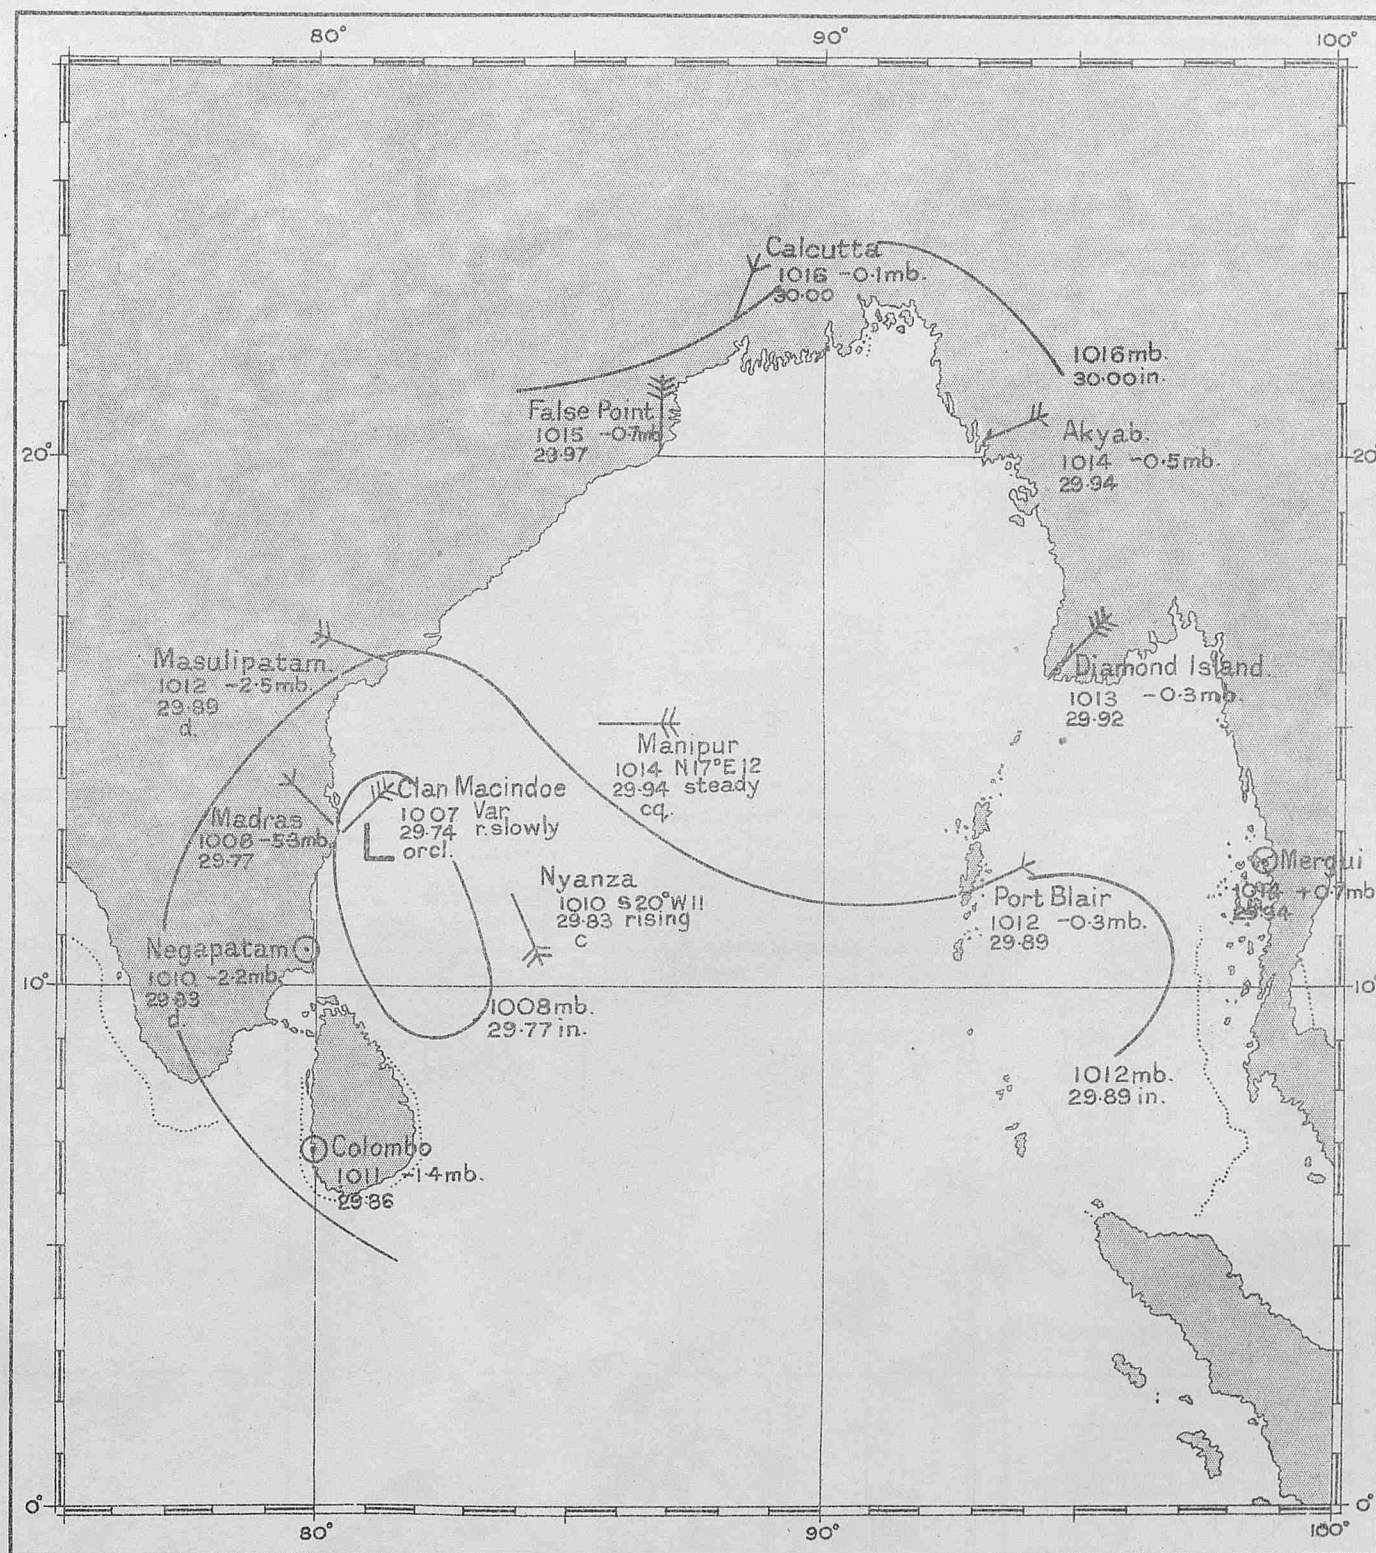 80° 90° 100°
Calcutta
1016 -0·1mb.
30·00
1016mb.
30·00in.
False Point
1015 -0·7mb
29·97
Akyab.
1014 -0·5mb.
29·94
20° 20°
Masulipatam.
1012 -2·5mb.
29·89
d.
Diamond Island
1013 -0·3mb.
29·92
Manipur
1014 N17°E12
29·94 steady
cq.
Clan Macindoe
1007 Var
29·74 r.slowly
orcl.
L
Madras
1008 -5·3mb.
29·77
Mergui
1014 +0·7mb
29·94
Nyanza
1010 S20°W11
29·83 rising
c
Port Blair
1012 -0·3mb.
29·89
Negapatam
1010 -2·2mb.
29·83
d.
10° 10°
1008mb.
29·77 in.
1012mb.
29·89 in.
Colombo
1011 -1·4mb.
29·86
0° 0°
80° 90° 100°